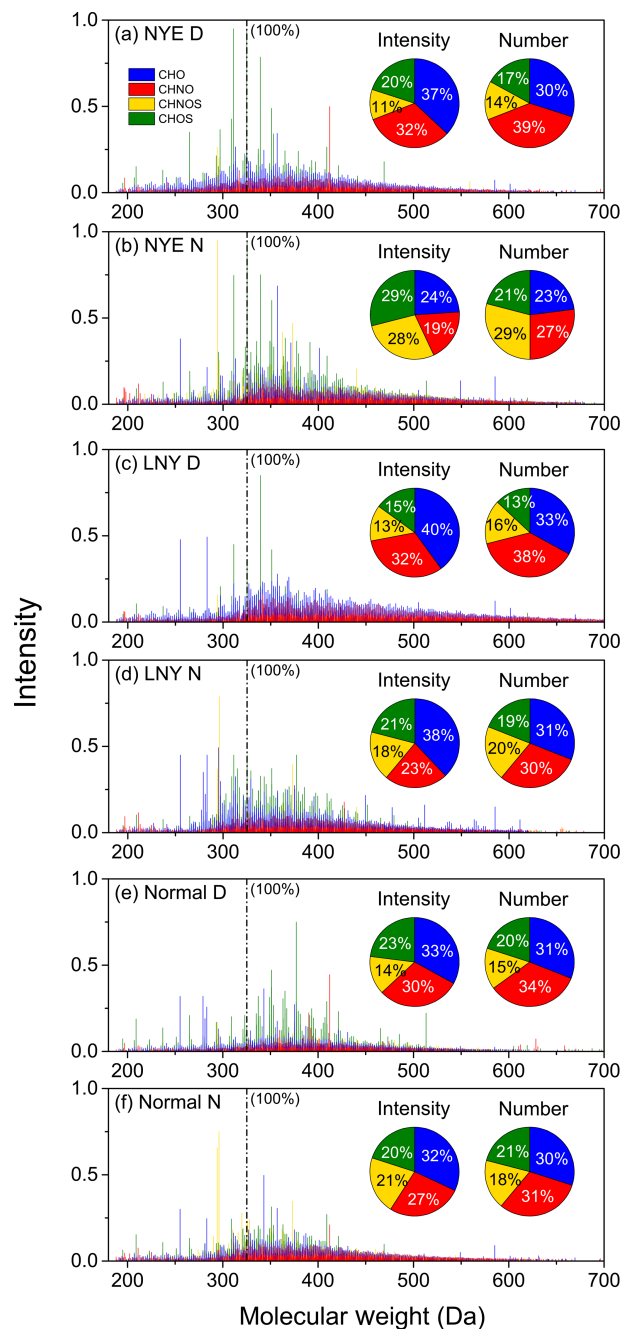 (a) NYE D
(100%)
Intensity
Number
CHO
CHNO
CHNOS
CHOS
20%
37%
11%
32%
17%
30%
14%
39%
1.0
0.5
0.0
200 300 400 500 600 700
(b) NYE N
(100%)
Intensity
Number
29%
24%
28%
19%
21%
23%
29%
27%
1.0
0.5
0.0
200 300 400 500 600 700
(c) LNY D
(100%)
Intensity
Number
15%
13%
40%
32%
13%
16%
33%
38%
1.0
0.5
0.0
200 300 400 500 600 700
Intensity
(d) LNY N
(100%)
Intensity
Number
21%
38%
18%
23%
19%
31%
20%
30%
1.0
0.5
0.0
200 300 400 500 600 700
(e) Normal D
(100%)
Intensity
Number
23%
33%
14%
30%
20%
31%
15%
34%
1.0
0.5
0.0
200 300 400 500 600 700
(f) Normal N
(100%)
Intensity
Number
20%
32%
21%
27%
21%
30%
18%
31%
1.0
0.5
0.0
200 300 400 500 600 700
Molecular weight (Da)